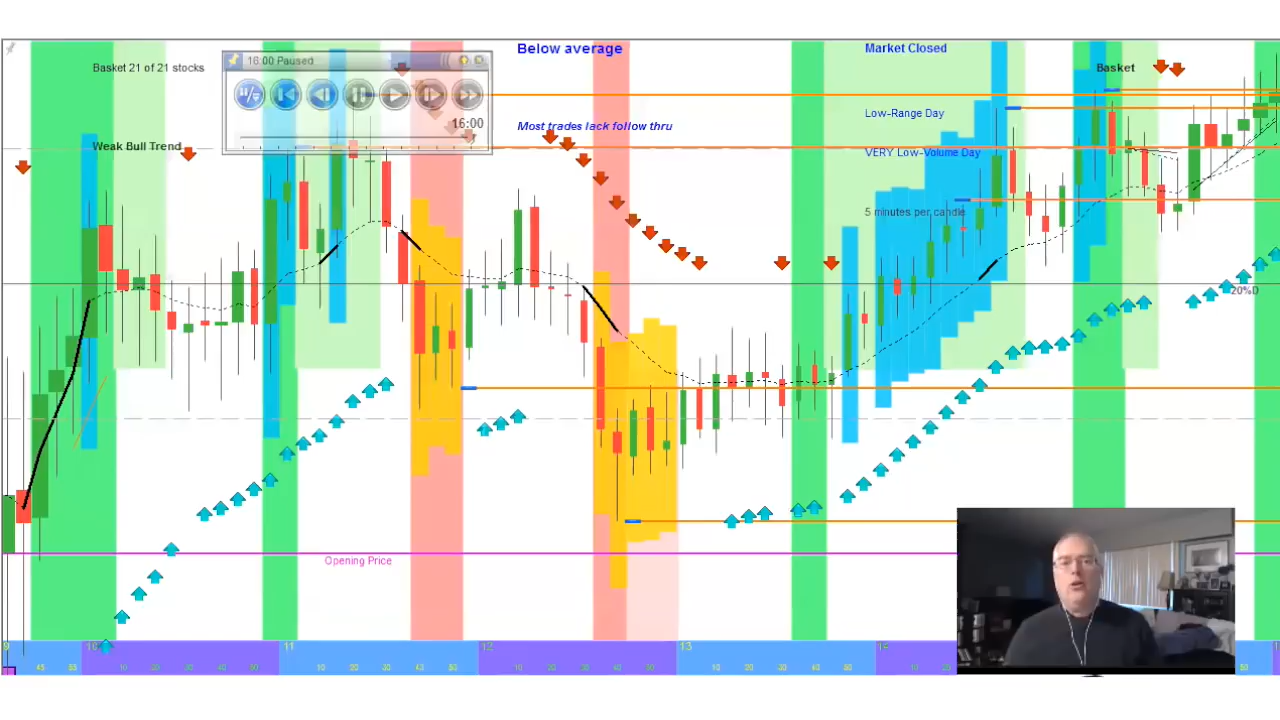 Below average
Market Closed
16:00 Paused
Basket 21 of 21 stocks
Basket
16:00
Low-Range Day
Most trades lack follow thru
Weak Bull Trend
VERY Low-Volume Day
5 minutes per candle
20%D
Opening Price
9 10 11 12 13 14